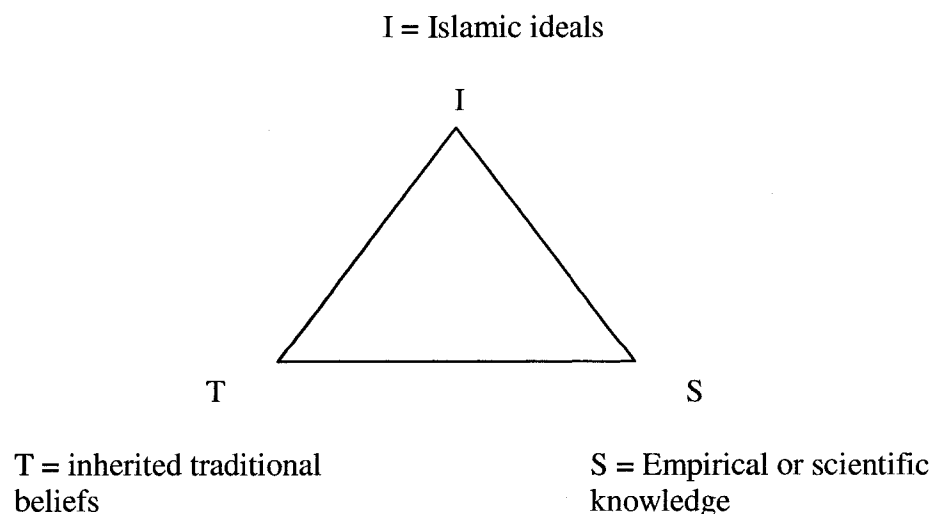 I = Islamic ideals
I
T
S
T = inherited traditional
beliefs
S = Empirical or scientific
knowledge